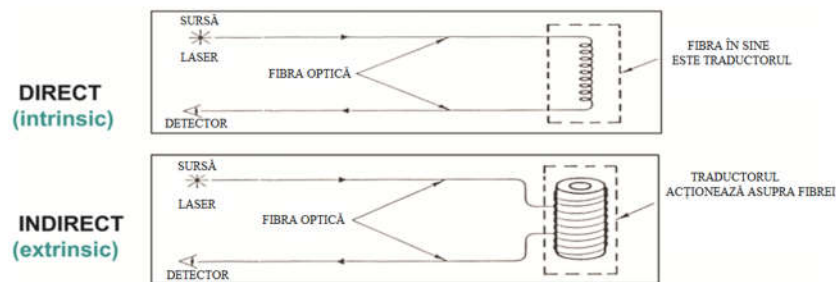 SURSĂ
LASER
FIBRA OPTICĂ
FIBRA ÎN SINE
ESTE TRADUCTORUL
DIRECT
(intrinsic)
DETECTOR
SURSĂ
LASER
FIBRA OPTICĂ
TRADUCTORUL
ACȚIONEAZĂ ASUPRA FIBREI
INDIRECT
(extrinsic)
DETECTOR